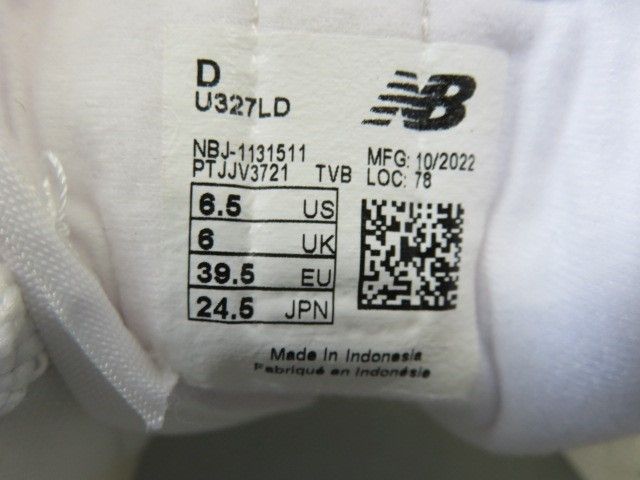 D
U327LD
NB
NBJ-1131511
PTJJV3721 TVB
MFG: 10/2022
LOC: 78
6.5 US
6 UK
39.5 EU
24.5 JPN
Made In Indonesia
Fabriqué en Indonésie